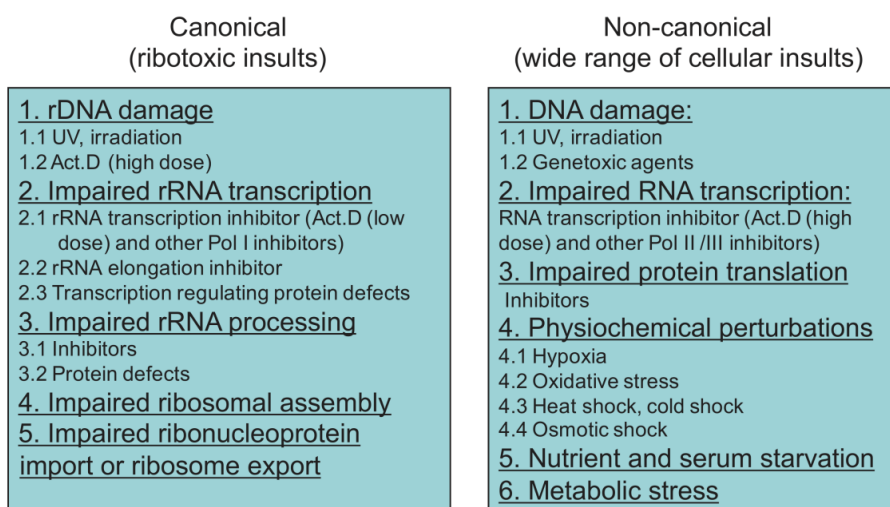 Canonical
(ribotoxic insults)
1. rDNA damage
1.1 UV, irradiation
1.2 Act.D (high dose)
2. Impaired rRNA transcription
2.1 rRNA transcription inhibitor (Act.D (low
dose) and other Pol I inhibitors)
2.2 rRNA elongation inhibitor
2.3 Transcription regulating protein defects
3. Impaired rRNA processing
3.1 Inhibitors
3.2 Protein defects
4. Impaired ribosomal assembly
5. Impaired ribonucleoprotein
import or ribosome export
Non-canonical
(wide range of cellular insults)
1. DNA damage:
1.1 UV, irradiation
1.2 Genetoxic agents
2. Impaired RNA transcription:
RNA transcription inhibitor (Act.D (high
dose) and other Pol II /III inhibitors)
3. Impaired protein translation
Inhibitors
4. Physiochemical perturbations
4.1 Hypoxia
4.2 Oxidative stress
4.3 Heat shock, cold shock
4.4 Osmotic shock
5. Nutrient and serum starvation
6. Metabolic stress